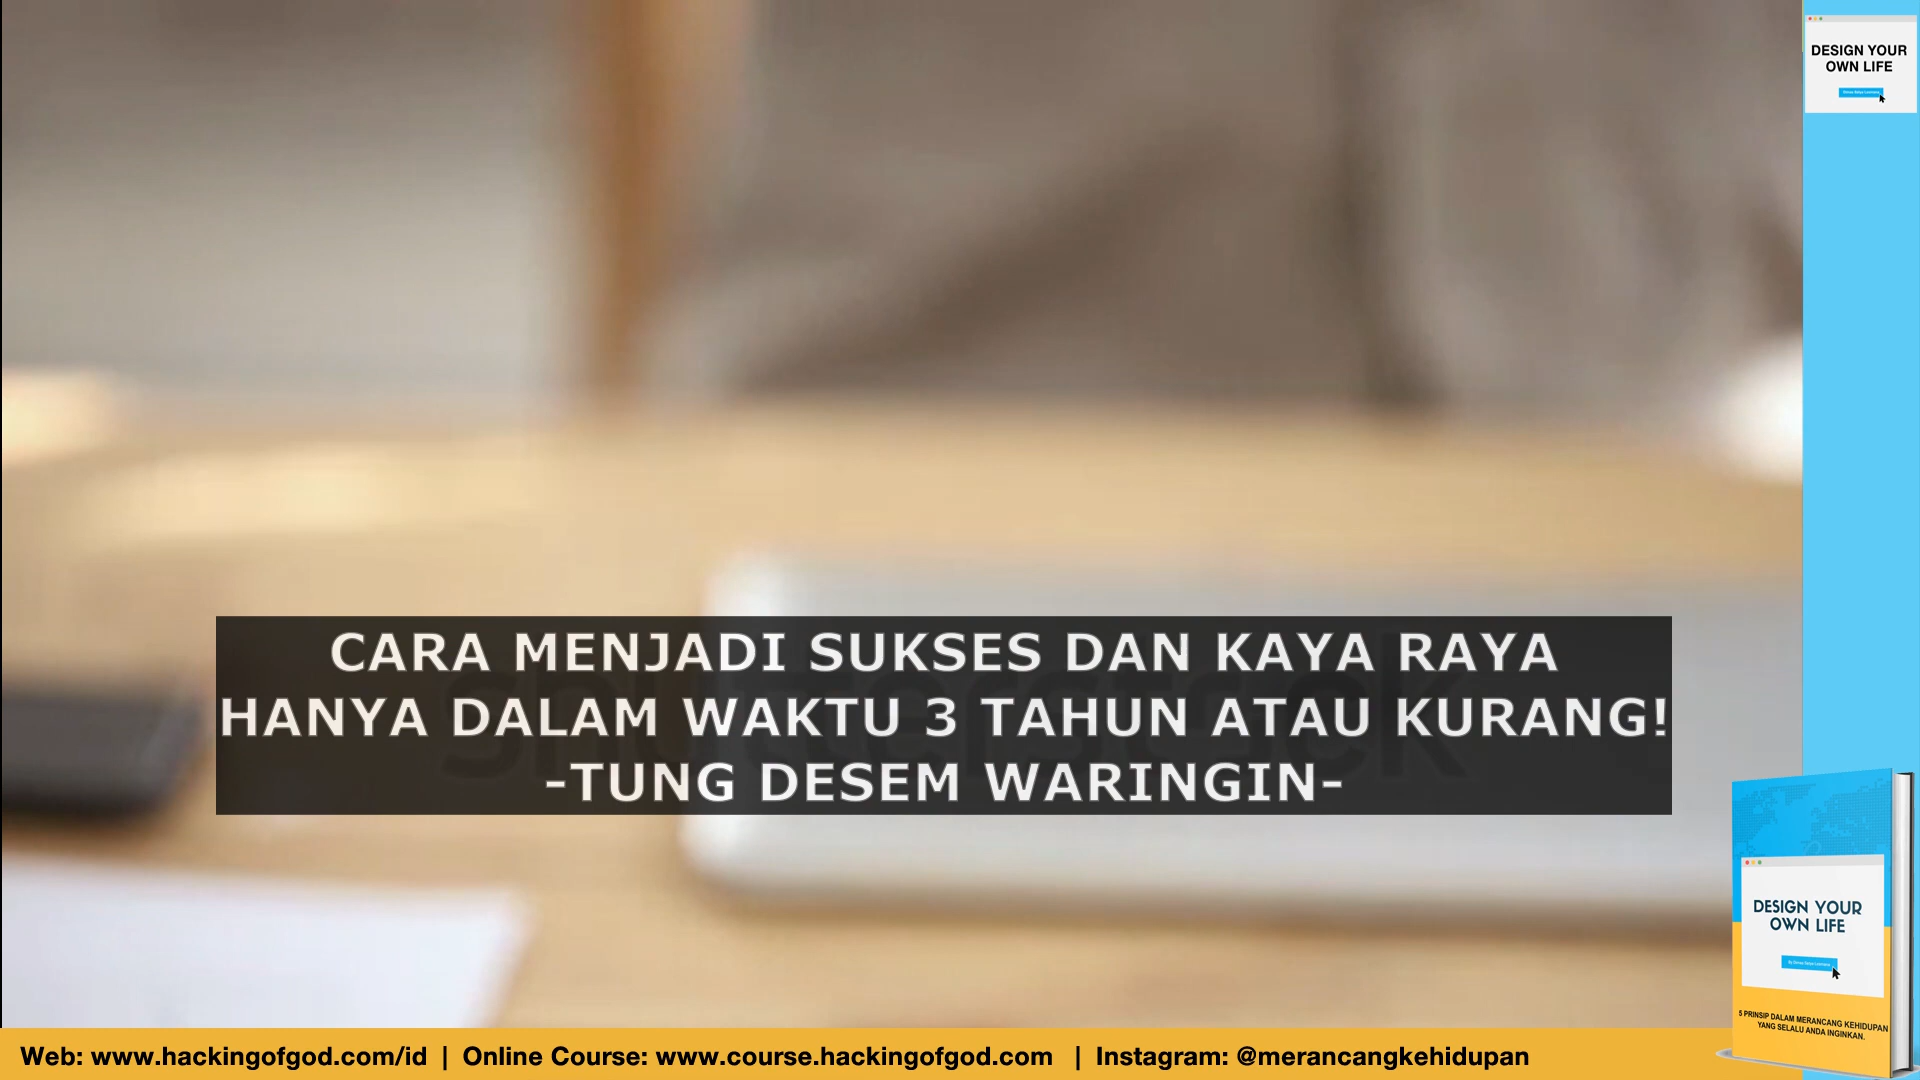 DESIGN YOUR
OWN LIFE
CARA MENJADI SUKSES DAN KAYA RAYA
HANYA DALAM WAKTU 3 TAHUN ATAU KURANG!
-TUNG DESEM WARINGIN-
shutterstock
DESIGN YOUR
OWN LIFE
5 PRINSIP DALAM MERANCANG KEHIDUPAN
YANG SELALU ANDA INGINKAN.
Web: www.hackingofgod.com/id | Online Course: www.course.hackingofgod.com | Instagram: @merancangkehidupan